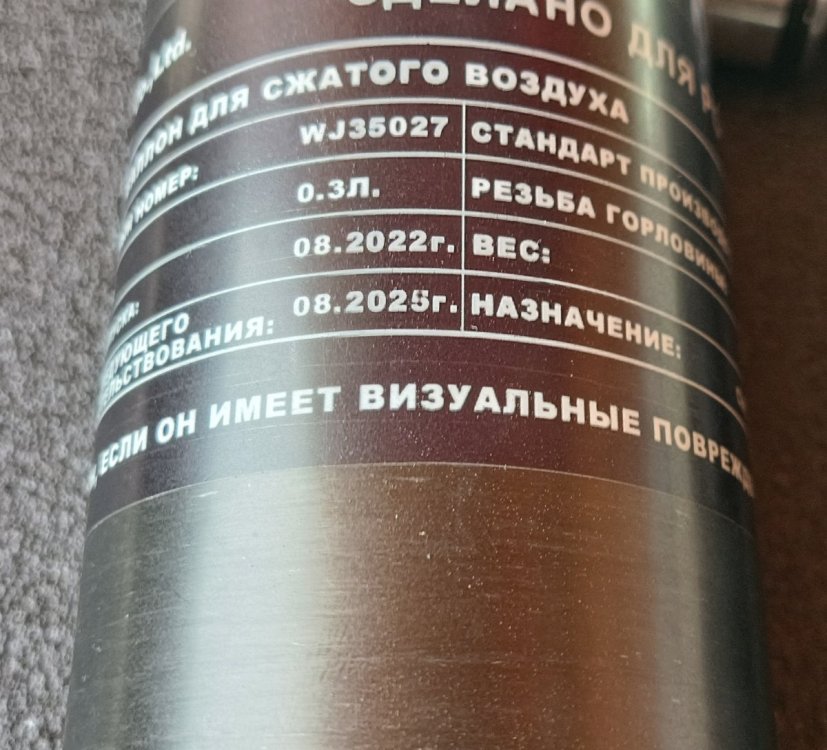 СДЕЛАНО ДЛЯ
Ltd.
БАЛЛОН ДЛЯ СЖАТОГО ВОЗДУХА
НОМЕР: WJ35027 СТАНДАРТ
0.3Л. РЕЗЬБА ГОРЛОВИНЫ
08.2022г. ВЕС:
08.2025г. НАЗНАЧЕНИЕ:
ЕСЛИ ОН ИМЕЕТ ВИЗУАЛЬНЫЕ